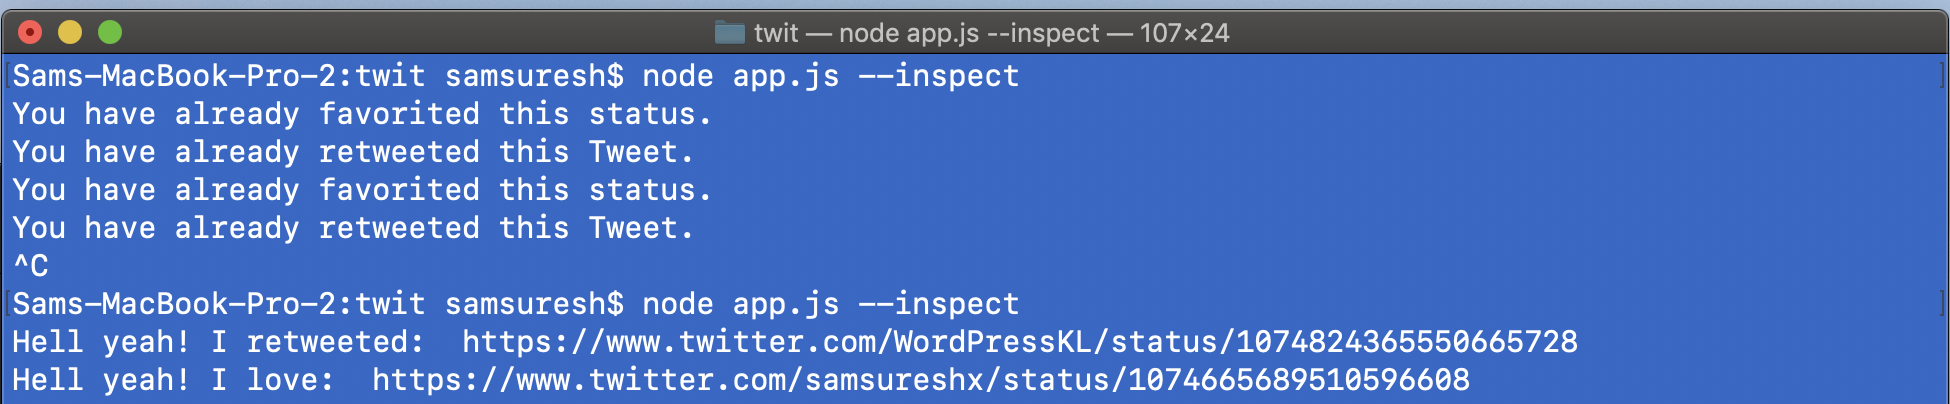 twit — node app.js --inspect — 107×24
Sams-MacBook-Pro-2:twit samsuresh$ node app.js --inspect
You have already favorited this status.
You have already retweeted this Tweet.
You have already favorited this status.
You have already retweeted this Tweet.
^C
Sams-MacBook-Pro-2:twit samsuresh$ node app.js --inspect
Hell yeah! I retweeted:  https://www.twitter.com/WordPressKL/status/1074824365550665728
Hell yeah! I love:  https://www.twitter.com/samsureshx/status/1074665689510596608